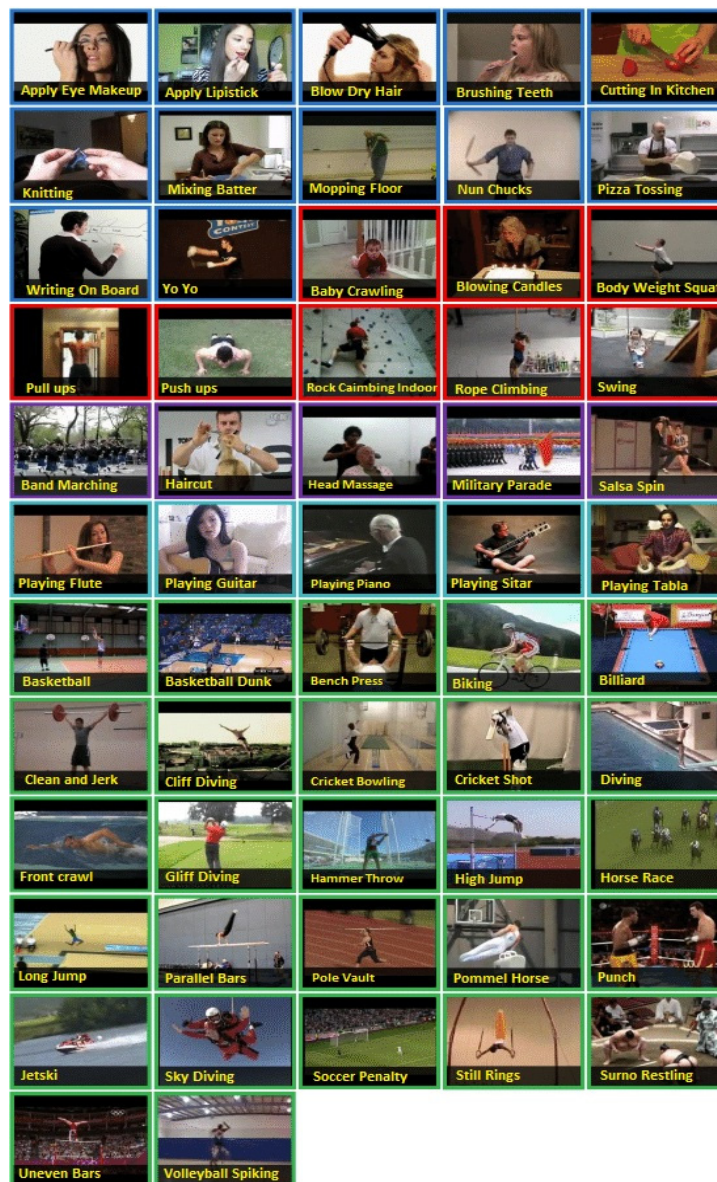 Apply Eye Makeup
Apply Lipistick
Blow Dry Hair
Brushing Teeth
Cutting In Kitchen
Knitting
Mixing Batter
Mopping Floor
Nun Chucks
Pizza Tossing
Writing On Board
Yo Yo
Baby Crawling
Blowing Candles
Body Weight Squat
Pull ups
Push ups
Rock Caimbing Indoor
Rope Climbing
Swing
Band Marching
Haircut
Head Massage
Military Parade
Salsa Spin
Playing Flute
Playing Guitar
Playing Piano
Playing Sitar
Playing Tabla
Basketball
Basketball Dunk
Bench Press
Biking
Billiard
Clean and Jerk
Cliff Diving
Cricket Bowling
Cricket Shot
Diving
Front crawl
Gliff Diving
Hammer Throw
High Jump
Horse Race
Long Jump
Parallel Bars
Pole Vault
Pommel Horse
Punch
Jetski
Sky Diving
Soccer Penalty
Still Rings
Surno Restling
Uneven Bars
Volleyball Spiking